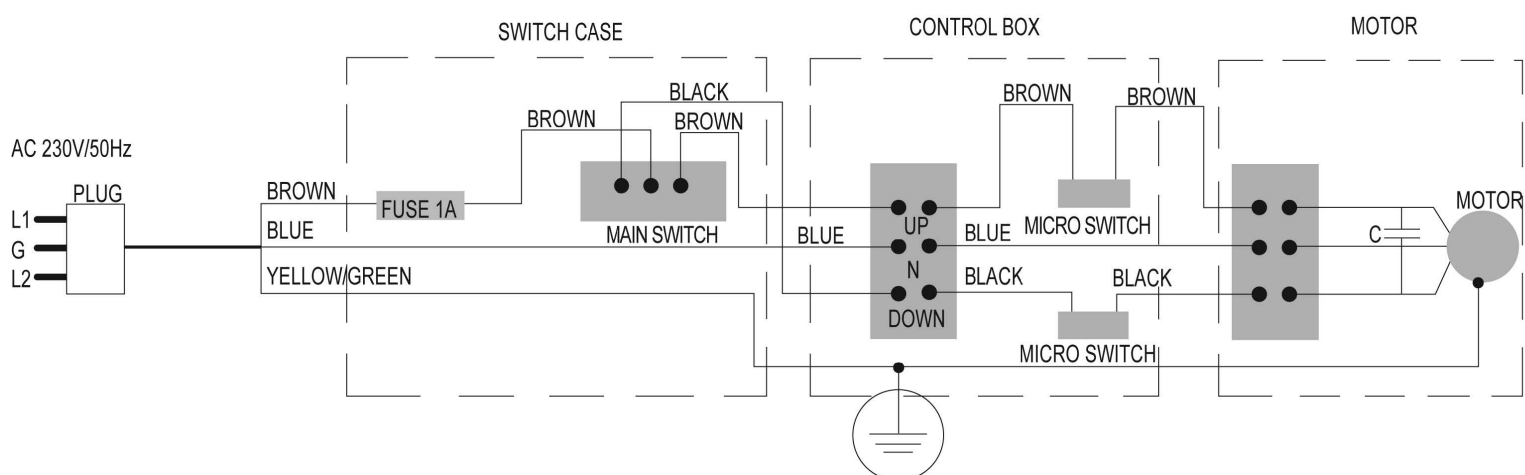 SWITCH CASE
CONTROL BOX
MOTOR
AC 230V/50Hz
PLUG
L1
G
L2
BROWN
BLUE
YELLOW/GREEN
FUSE 1A
BROWN
BLACK
BROWN
MAIN SWITCH
BLUE
UP
N
DOWN
BROWN
MICRO SWITCH
BLUE
BLACK
MICRO SWITCH
BROWN
BLACK
C
MOTOR